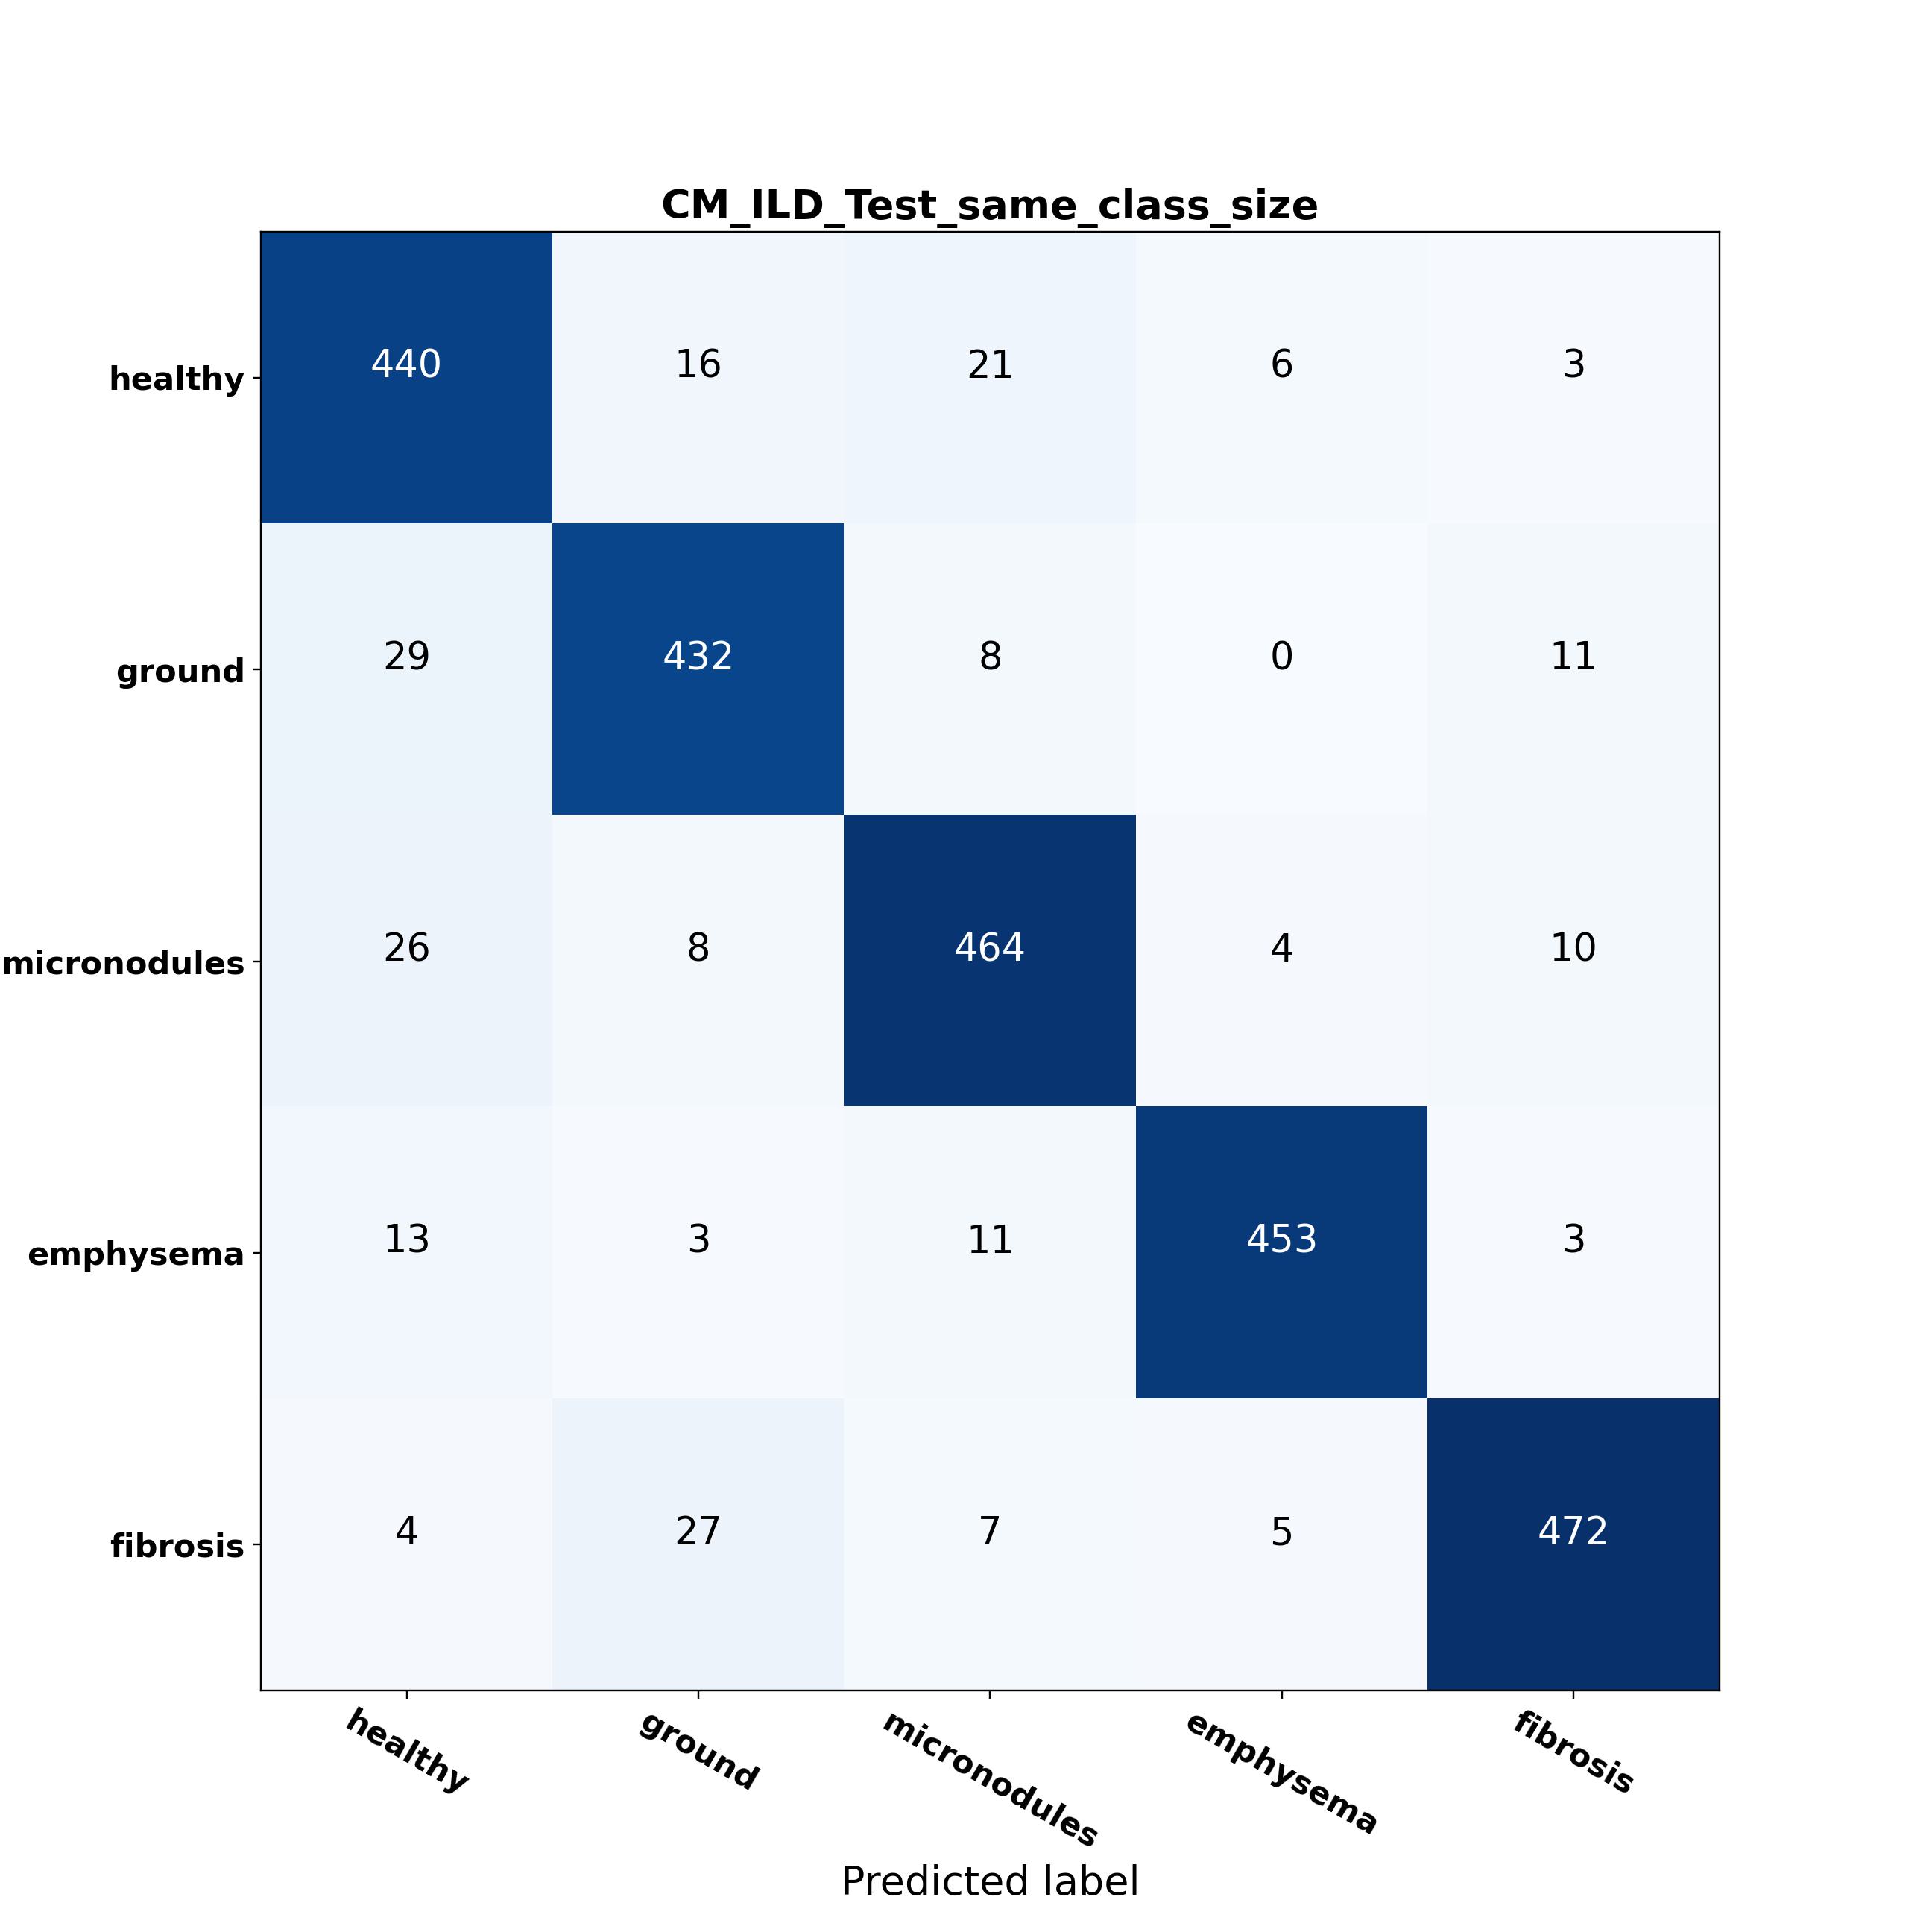 CM_ILD_Test_same_class_size
healthy 440 16 21 6 3
ground 29 432 8 0 11
micronodules 26 8 464 4 10
emphysema 13 3 11 453 3
fibrosis 4 27 7 5 472
healthy ground micronodules emphysema fibrosis
Predicted label